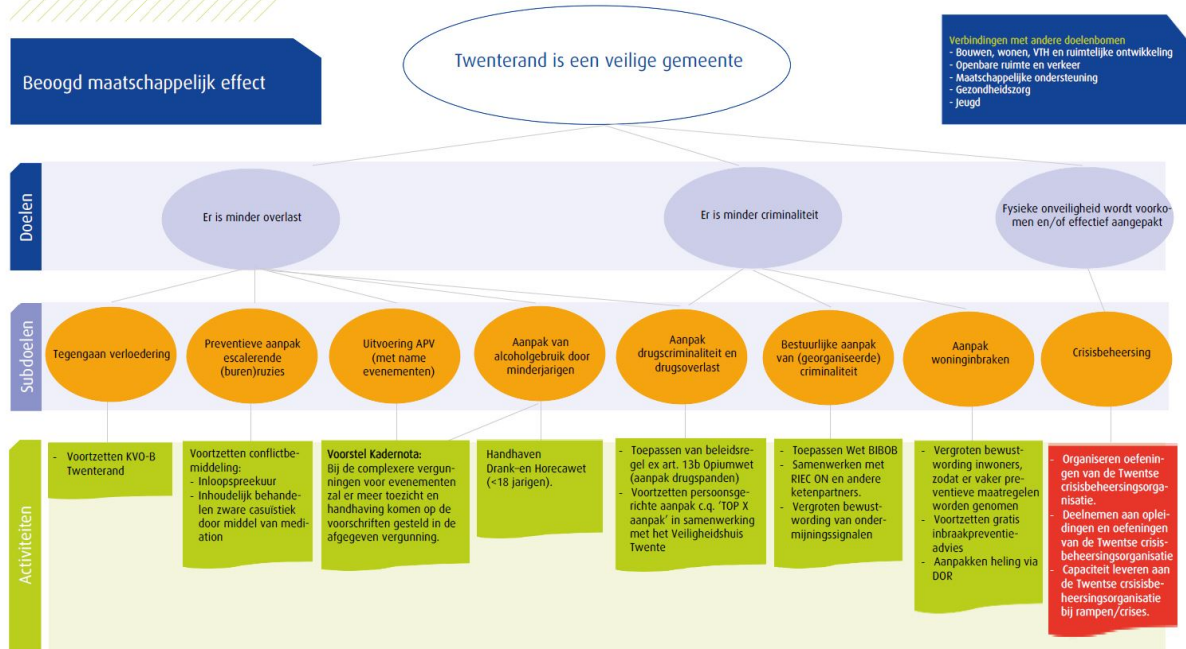 Beoogd maatschappelijk effect
Twenterand is een veilige gemeente
Verbindingen met andere doelenbomen
- Bouwen, wonen, VTH en ruimtelijke ontwikkeling
- Openbare ruimte en verkeer
- Maatschappelijke ondersteuning
- Gezondheidszorg
- Jeugd
Doelen
Er is minder overlast
Er is minder criminaliteit
Fysieke onveiligheid wordt voorko-
men en/of effectief aangepakt
Subdoelen
Tegengaan verloedering
Preventieve aanpak
escalerende
(buren)ruzies
Uitvoering APV
(met name
evenementen)
Aanpak van
alcoholgebruik door
minderjarigen
Aanpak
drugscriminaliteit en
drugsoverlast
Bestuurlijke aanpak
van (georganiseerde)
criminaliteit
Aanpak
woninginbraken
Crisisbeheersing
Activiteiten
- Voortzetten KVO-B
Twenterand
Voortzetten conflictbe-
middeling:
- Inloopspreekuur
- Inhoudelijk behande-
len zware casuïstiek
door middel van medi-
ation
Voorstel Kadernota:
Bij de complexere vergun-
ningen voor evenementen
zal er meer toezicht en
handhaving komen op de
voorschriften gesteld in de
afgegeven vergunning.
Handhaven
Drank-en Horecawet
(<18 jarigen).
- Toepassen van beleidsre-
gel ex art. 13b Opiumwet
(aanpak drugspanden)
- Voortzetten persoonsge-
richte aanpak c.q. ‘TOP X
aanpak’ in samenwerking
met het Veiligheidshuis
Twente
- Toepassen Wet BIBOB
- Samenwerken met
RIEC ON en andere
ketenpartners.
- Vergroten bewust-
wording van onder-
mijningssignalen
- Vergroten bewust-
wording inwoners,
zodat er vaker pre-
ventieve maatregelen
worden genomen
- Voortzetten gratis
inbraakpreventie-
advies
- Aanpakken heling via
DOR
- Organiseren oefenin-
gen van de Twentse
crisisbeheersingsorga-
nisatie.
- Deelnemen aan oplei-
dingen en oefeningen
van de Twentse crisis-
beheersingsorganisatie
- Capaciteit leveren aan
de Twentse crsisisbe-
heersingsorganisatie
bij rampen/crises.